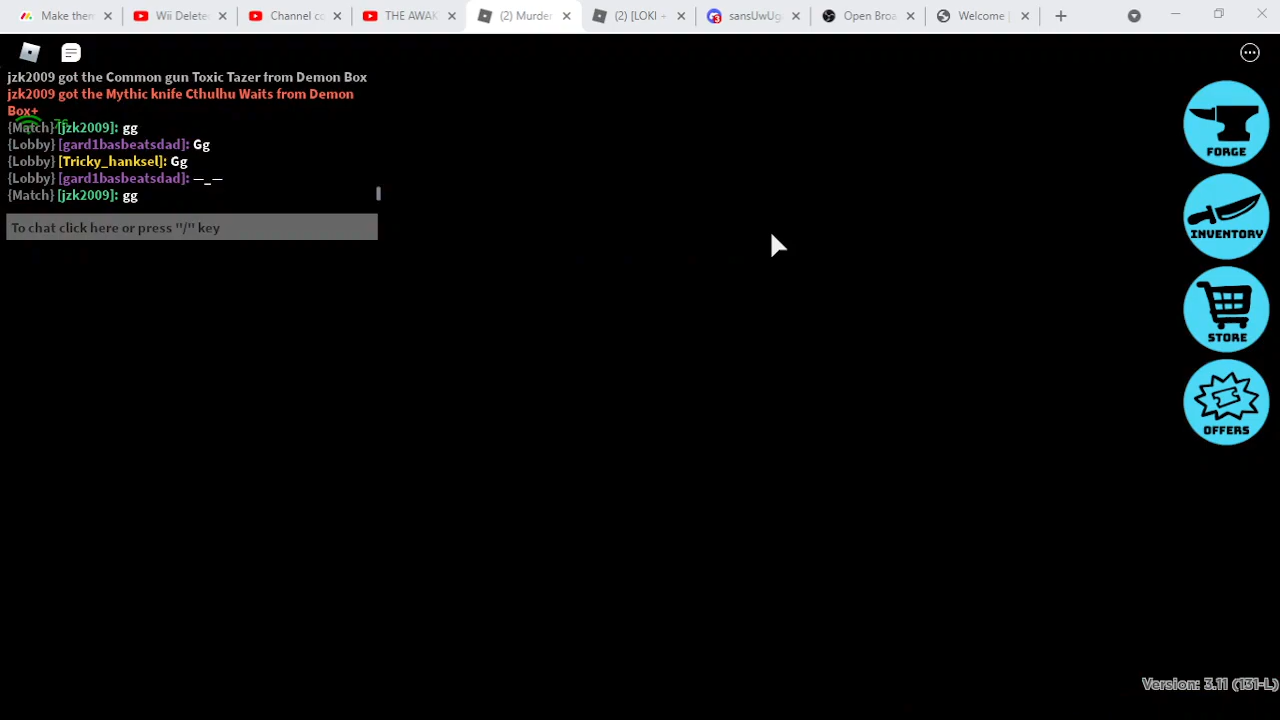 Make them
Wii Delete
Channel co
THE AWAK
(2) Murder
(2) [LOKI +
sansUwUg
Open Broa
Welcome
jzk2009 got the Common gun Toxic Tazer from Demon Box
jzk2009 got the Mythic knife Cthulhu Waits from Demon
Box+
{Match} [jzk2009]: gg
{Lobby} [gard1basbeatsdad]: Gg
{Lobby} [Tricky_hanksel]: Gg
{Lobby} [gard1basbeatsdad]: —_—
{Match} [jzk2009]: gg
To chat click here or press "/" key
FORGE
INVENTORY
STORE
OFFERS
Version: 3.11 (131-L)